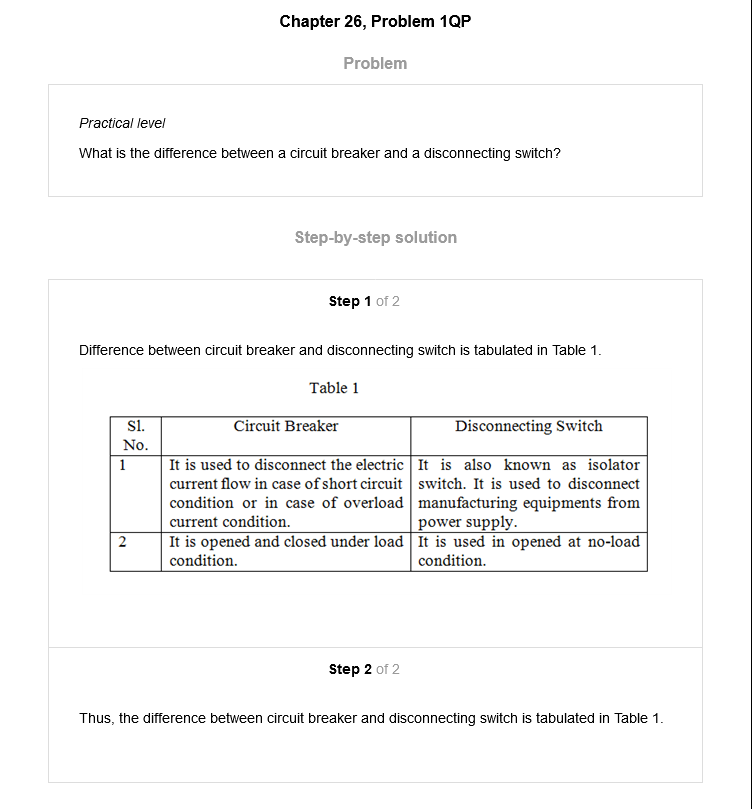 Chapter 26, Problem 1QP
Problem
Practical level
What is the difference between a circuit breaker and a disconnecting switch?
Step-by-step solution
Step 1 of 2
Difference between circuit breaker and disconnecting switch is tabulated in Table 1.
Table 1
Sl. No.
Circuit Breaker
Disconnecting Switch
1
It is used to disconnect the electric
current flow in case of short circuit
condition or in case of overload
current condition.
It is also known as isolator
switch. It is used to disconnect
manufacturing equipments from
power supply.
2
It is opened and closed under load
condition.
It is used in opened at no-load
condition.
Step 2 of 2
Thus, the difference between circuit breaker and disconnecting switch is tabulated in Table 1.